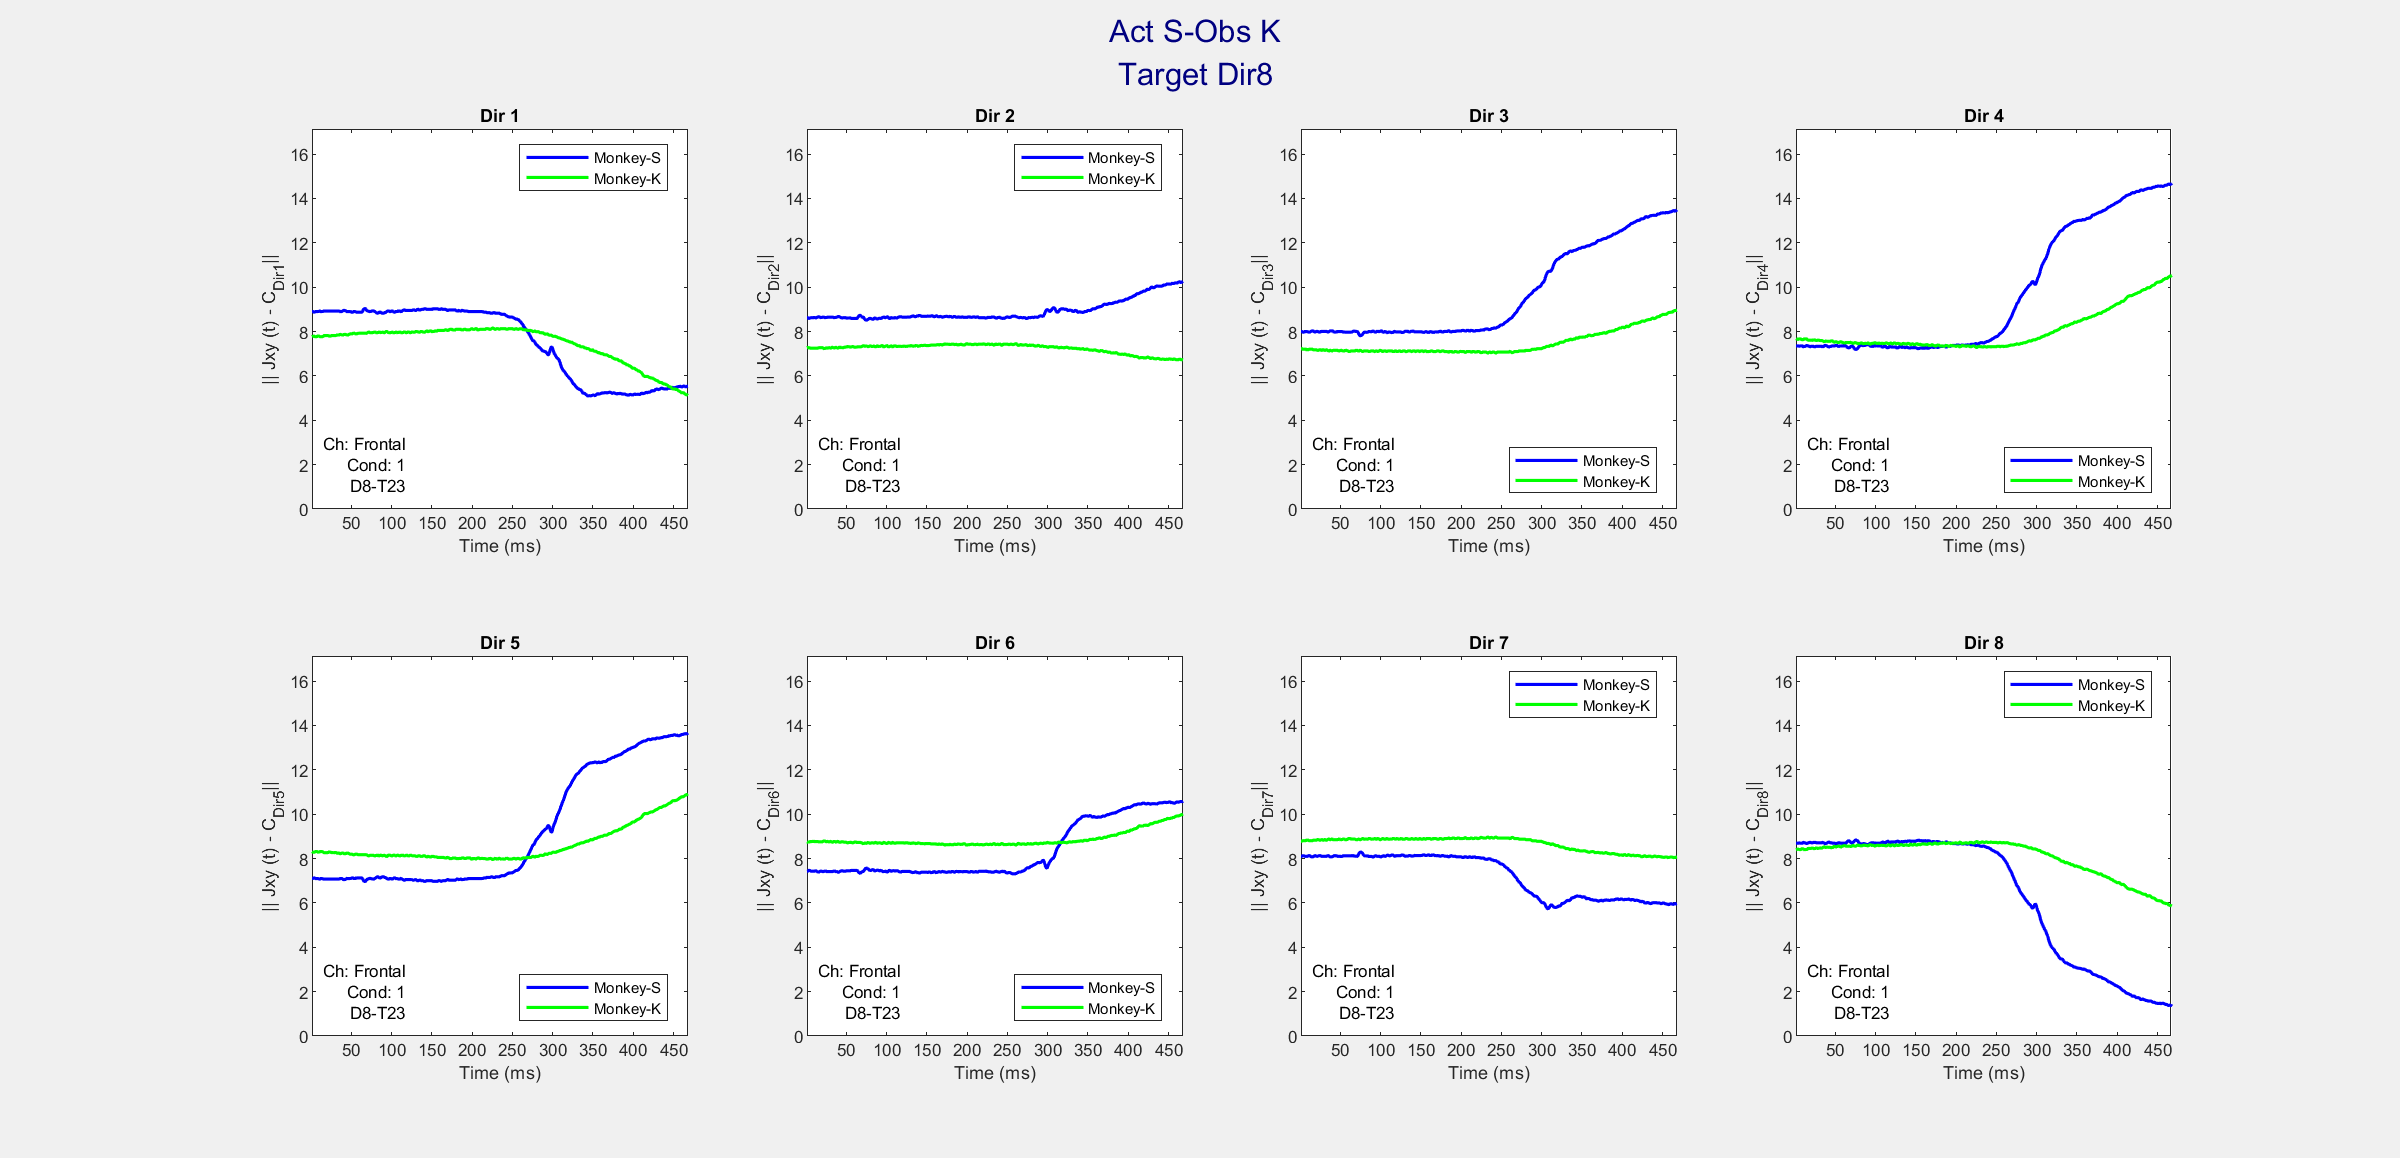 Act S-Obs K
Target Dir8
Dir 1
|| Jxy (t) - C_Dir1||
16
14
12
10
8
6
4
2
0
Monkey-S
Monkey-K
Ch: Frontal
Cond: 1
D8-T23
50 100 150 200 250 300 350 400 450
Time (ms)
Dir 2
|| Jxy (t) - C_Dir2||
16
14
12
10
8
6
4
2
0
Monkey-S
Monkey-K
Ch: Frontal
Cond: 1
D8-T23
50 100 150 200 250 300 350 400 450
Time (ms)
Dir 3
|| Jxy (t) - C_Dir3||
16
14
12
10
8
6
4
2
0
Ch: Frontal
Cond: 1
D8-T23
Monkey-S
Monkey-K
50 100 150 200 250 300 350 400 450
Time (ms)
Dir 4
|| Jxy (t) - C_Dir4||
16
14
12
10
8
6
4
2
0
Ch: Frontal
Cond: 1
D8-T23
Monkey-S
Monkey-K
50 100 150 200 250 300 350 400 450
Time (ms)
Dir 5
|| Jxy (t) - C_Dir5||
16
14
12
10
8
6
4
2
0
Ch: Frontal
Cond: 1
D8-T23
Monkey-S
Monkey-K
50 100 150 200 250 300 350 400 450
Time (ms)
Dir 6
|| Jxy (t) - C_Dir6||
16
14
12
10
8
6
4
2
0
Ch: Frontal
Cond: 1
D8-T23
Monkey-S
Monkey-K
50 100 150 200 250 300 350 400 450
Time (ms)
Dir 7
|| Jxy (t) - C_Dir7||
16
14
12
10
8
6
4
2
0
Monkey-S
Monkey-K
Ch: Frontal
Cond: 1
D8-T23
50 100 150 200 250 300 350 400 450
Time (ms)
Dir 8
|| Jxy (t) - C_Dir8||
16
14
12
10
8
6
4
2
0
Monkey-S
Monkey-K
Ch: Frontal
Cond: 1
D8-T23
50 100 150 200 250 300 350 400 450
Time (ms)